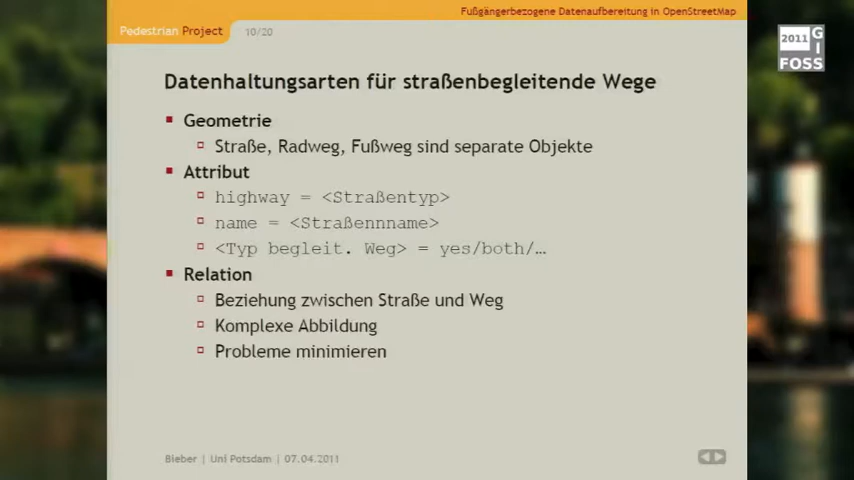 Fußgängerbezogene Datenaufbereitung in OpenStreetMap
Pedestrian Project
10/20
2011 GI
FOSS
Datenhaltungsarten für straßenbegleitende Wege
Geometrie
Straße, Radweg, Fußweg sind separate Objekte
Attribut
highway = <Straßentyp>
name = <Straßennname>
<Typ begleit. Weg> = yes/both/…
Relation
Beziehung zwischen Straße und Weg
Komplexe Abbildung
Probleme minimieren
Bieber | Uni Potsdam | 07.04.2011